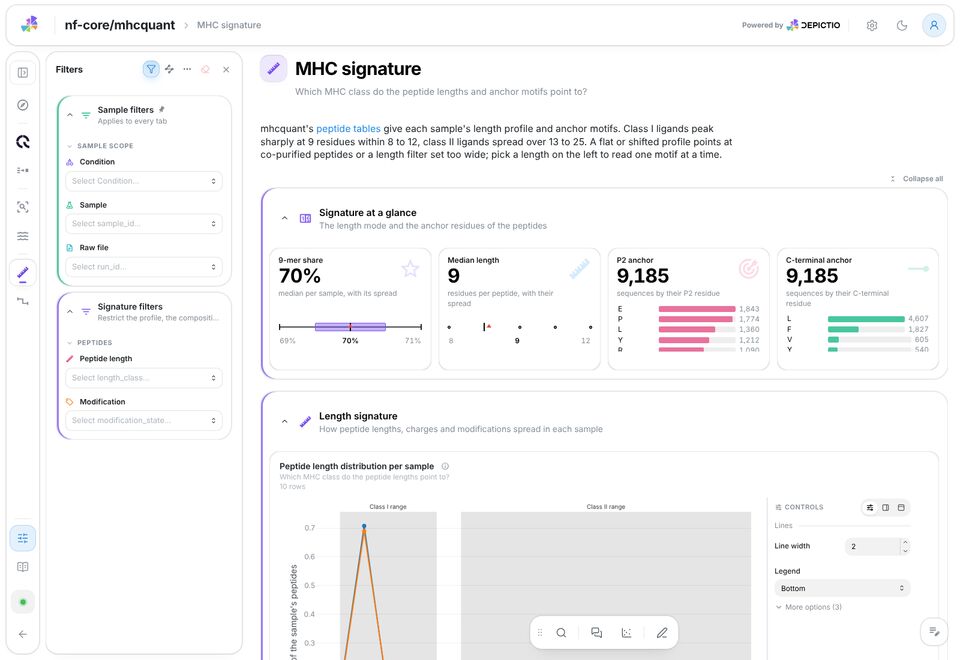 nf-core/mhcquant > MHC signature
Powered by DEPICTIO
Filters
Sample filters
Applies to every tab
SAMPLE SCOPE
Condition
Select Condition...
Sample
Select sample_id...
Raw file
Select run_id...
Signature filters
Restrict the profile, the compositi...
PEPTIDES
Peptide length
Select length_class...
Modification
Select modification_state...
MHC signature
Which MHC class do the peptide lengths and anchor motifs point to?
mhcquant's peptide tables give each sample's length profile and anchor motifs. Class I ligands peak
sharply at 9 residues within 8 to 12, class II ligands spread over 13 to 25. A flat or shifted profile points at
co-purified peptides or a length filter set too wide; pick a length on the left to read one motif at a time.
Collapse all
Signature at a glance
The length mode and the anchor residues of the peptides
9-mer share
70%
median per sample, with its spread
69% 70% 71%
Median length
9
residues per peptide, with their
spread
8 9 12
P2 anchor
9,185
sequences by their P2 residue
E 1,843
P 1,774
L 1,360
Y 1,212
R 1,090
C-terminal anchor
9,185
sequences by their C-terminal
residue
L 4,607
F 1,827
V 605
Y 540
Length signature
How peptide lengths, charges and modifications spread in each sample
Peptide length distribution per sample
Which MHC class do the peptide lengths point to?
10 rows
Class I range
Class II range
0.7
0.6
0.5
0.4
0.3
of the sample's peptides
CONTROLS
Lines
Line width 2
Legend
Bottom
More options (3)